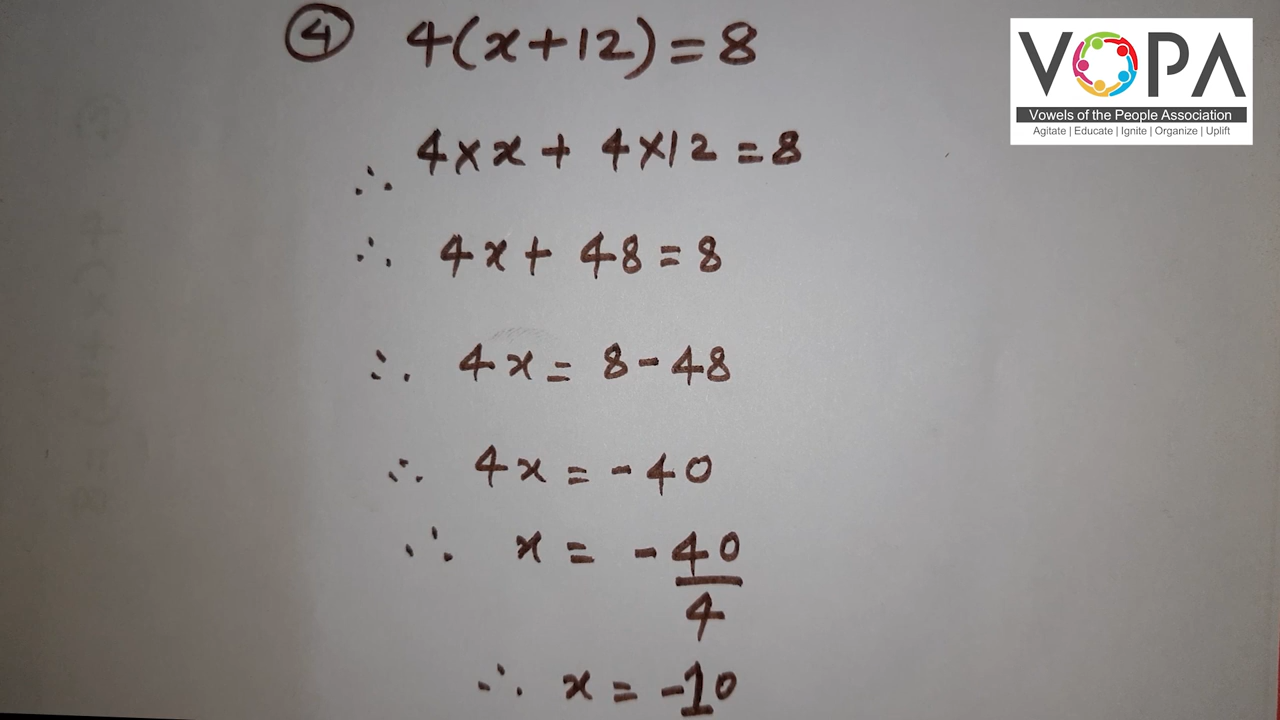 ④ 4(x+12)=8
∴ 4×x + 4×12 = 8
∴ 4x + 48 = 8
∴ 4x = 8 - 48
∴ 4x = -40
∴ x = -40
4
∴ x = -10
VOPA
Vowels of the People Association
Agitate | Educate | Ignite | Organize | Uplift